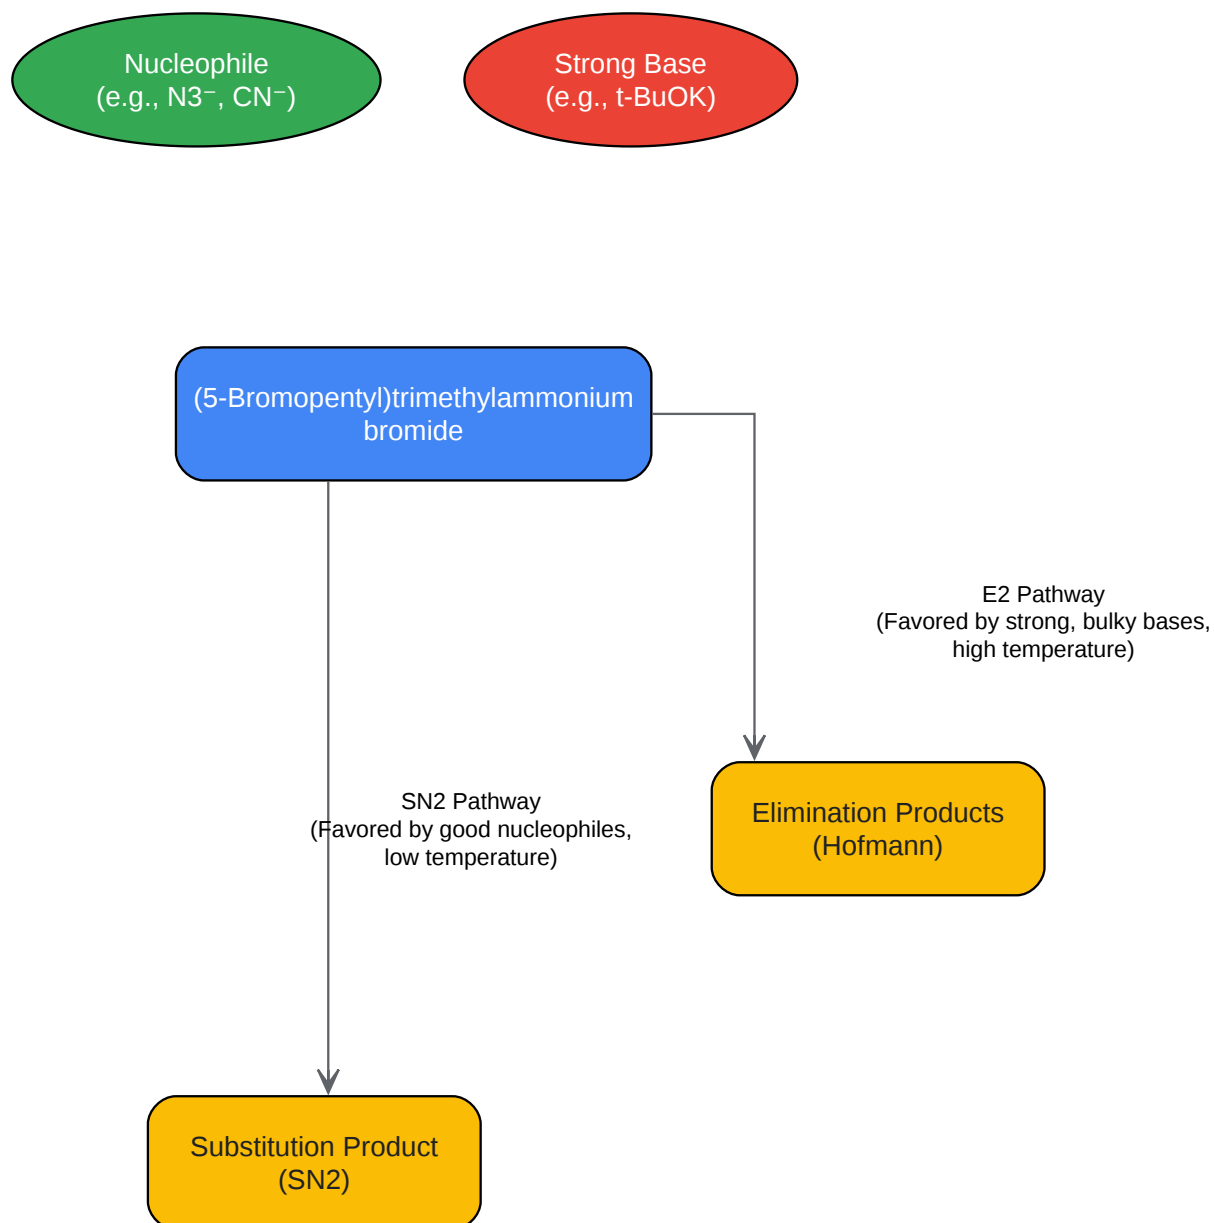 Nucleophile
(e.g., N3⁻, CN⁻)
Strong Base
(e.g., t-BuOK)
(5-Bromopentyl)trimethylammonium
bromide
E2 Pathway
(Favored by strong, bulky bases,
high temperature)
SN2 Pathway
(Favored by good nucleophiles,
low temperature)
Elimination Products
(Hofmann)
Substitution Product
(SN2)